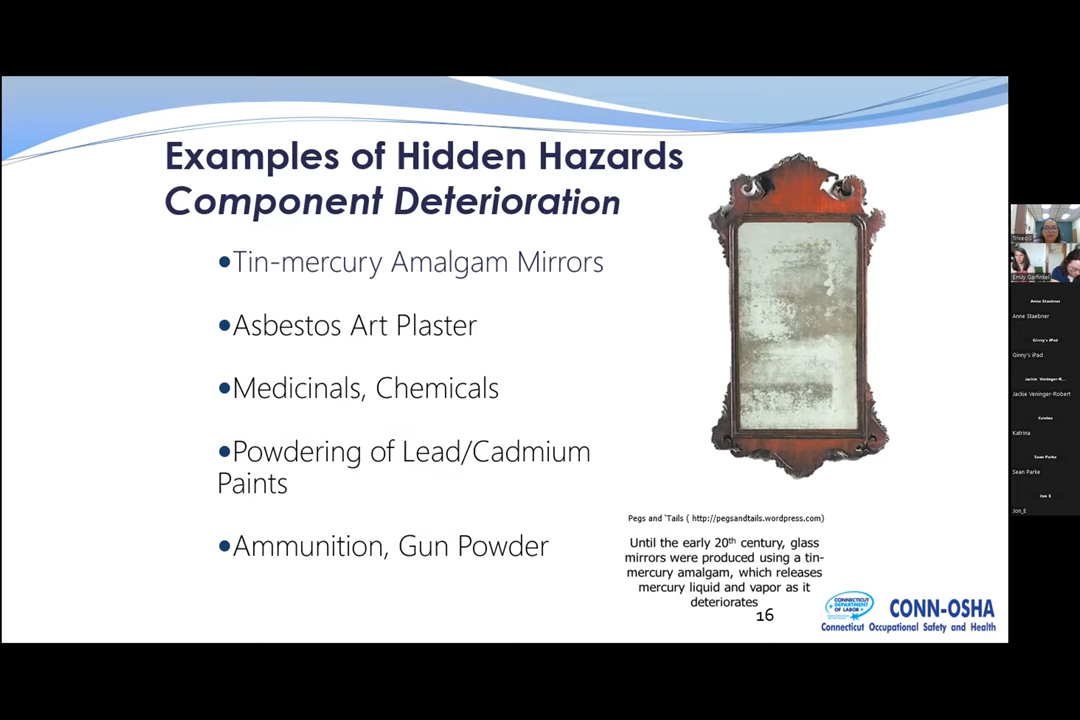 Examples of Hidden Hazards
Component Deterioration
•Tin-mercury Amalgam Mirrors
•Asbestos Art Plaster
•Medicinals, Chemicals
•Powdering of Lead/Cadmium
Paints
•Ammunition, Gun Powder
Pegs and 'Tails ( http://pegsandtails.wordpress.com)
Until the early 20th century, glass
mirrors were produced using a tin-
mercury amalgam, which releases
mercury liquid and vapor as it
deteriorates
16
CONNECTICUT
DEPARTMENT
OF LABOR
CONN-OSHA
Connecticut Occupational Safety and Health
Emily Garfinkel
Anne Staebner
Anne Staebner
Ginny's iPad
Ginny's iPad
Jackie Veninger-R...
Jackie Veninger-Robert
Katrina
Katrina
Sean Parke
Sean Parke
Jon_E
Jon_E